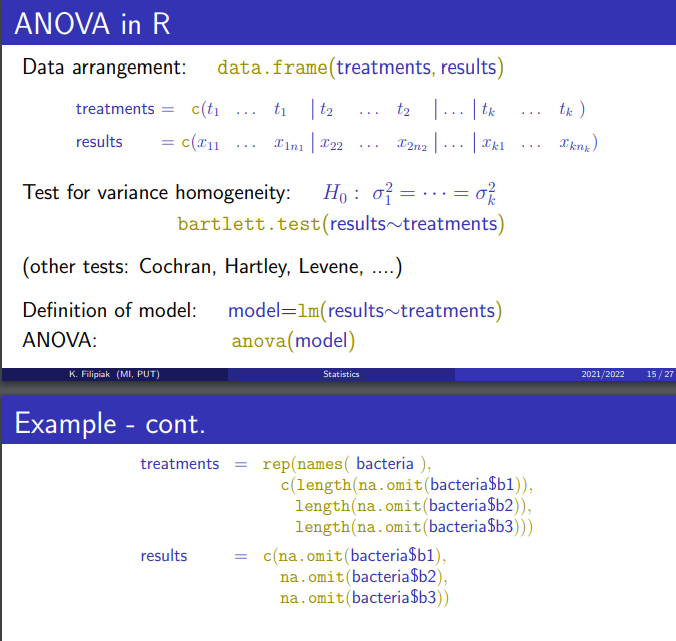 ANOVA in R
Data arrangement: data.frame(treatments, results)
treatments = c(t₁ ... t₁ | t₂ ... t₂ | ... | tₖ ... tₖ )
results = c(x₁₁ ... x₁ₙ₁ | x₂₂ ... x₂ₙ₂ | ... | xₖ₁ ... xₖₙₖ)
Test for variance homogeneity: H₀ : σ₁² = ··· = σₖ²
bartlett.test(results∼treatments)
(other tests: Cochran, Hartley, Levene, ....)
Definition of model: model=lm(results∼treatments)
ANOVA: anova(model)
K. Filipiak (MI, PUT) Statistics 2021/2022 15 / 27
Example - cont.
treatments = rep(names( bacteria ),
c(length(na.omit(bacteria$b1)),
length(na.omit(bacteria$b2)),
length(na.omit(bacteria$b3)))
results = c(na.omit(bacteria$b1),
na.omit(bacteria$b2),
na.omit(bacteria$b3))